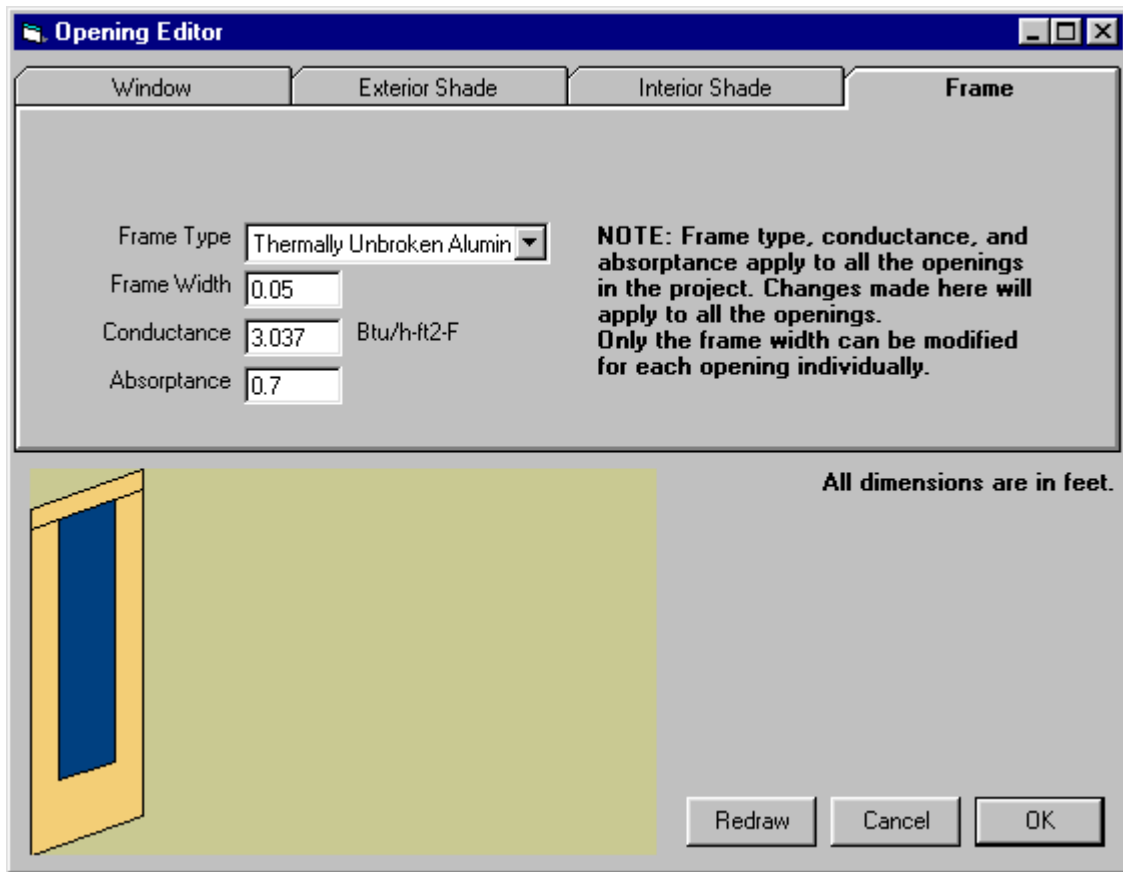 Opening Editor
Window
Exterior Shade
Interior Shade
Frame
Frame Type
Thermally Unbroken Alumin
Frame Width
0.05
Conductance
3.037
Btu/h-ft2-F
Absorptance
0.7
NOTE: Frame type, conductance, and
absorptance apply to all the openings
in the project. Changes made here will
apply to all the openings.
Only the frame width can be modified
for each opening individually.
All dimensions are in feet.
Redraw
Cancel
OK